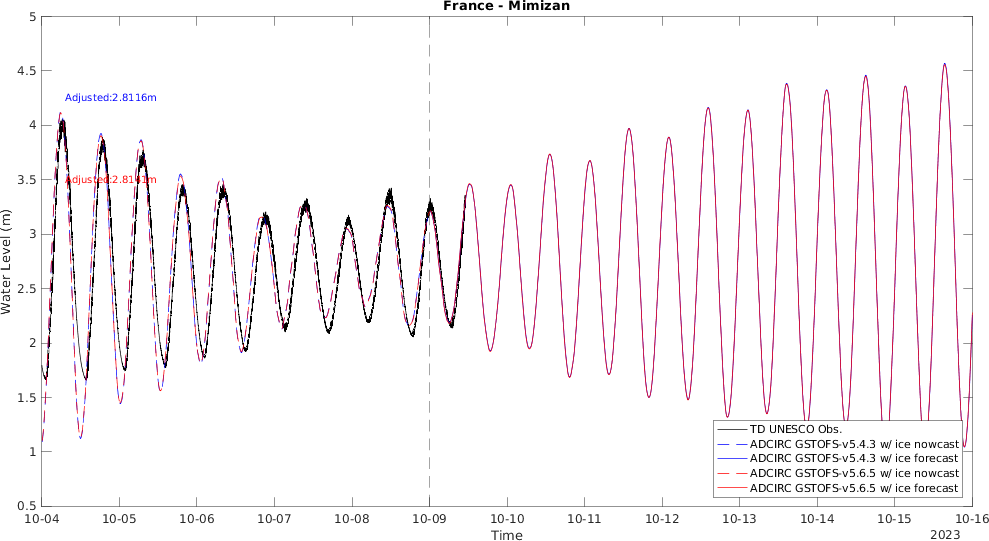 France - Mimizan
5
4.5
4
3.5
3
2.5
2
1.5
1
0.5
Water Level (m)
Adjusted:2.8116m
TD UNESCO Obs.
ADCIRC GSTOFS-v5.4.3 w/ ice nowcast
ADCIRC GSTOFS-v5.4.3 w/ ice forecast
ADCIRC GSTOFS-v5.6.5 w/ ice nowcast
ADCIRC GSTOFS-v5.6.5 w/ ice forecast
10-04 10-05 10-06 10-07 10-08 10-09 10-10 10-11 10-12 10-13 10-14 10-15 10-16
Time
2023